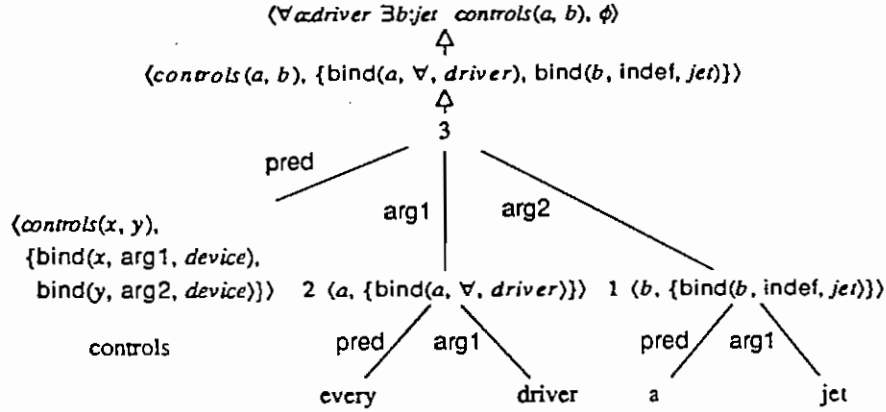 ⟨∀a:driver ∃b:jet controls(a, b), ϕ⟩
⟨controls(a, b), {bind(a, ∀, driver), bind(b, indef, jet)}⟩
3
pred
arg1
arg2
⟨controls(x, y),
{bind(x, arg1, device),
bind(y, arg2, device)}⟩
2 ⟨a, {bind(a, ∀, driver)}⟩
1 ⟨b, {bind(b, indef, jet)}⟩
controls
pred
arg1
pred
arg1
every
driver
a
jet